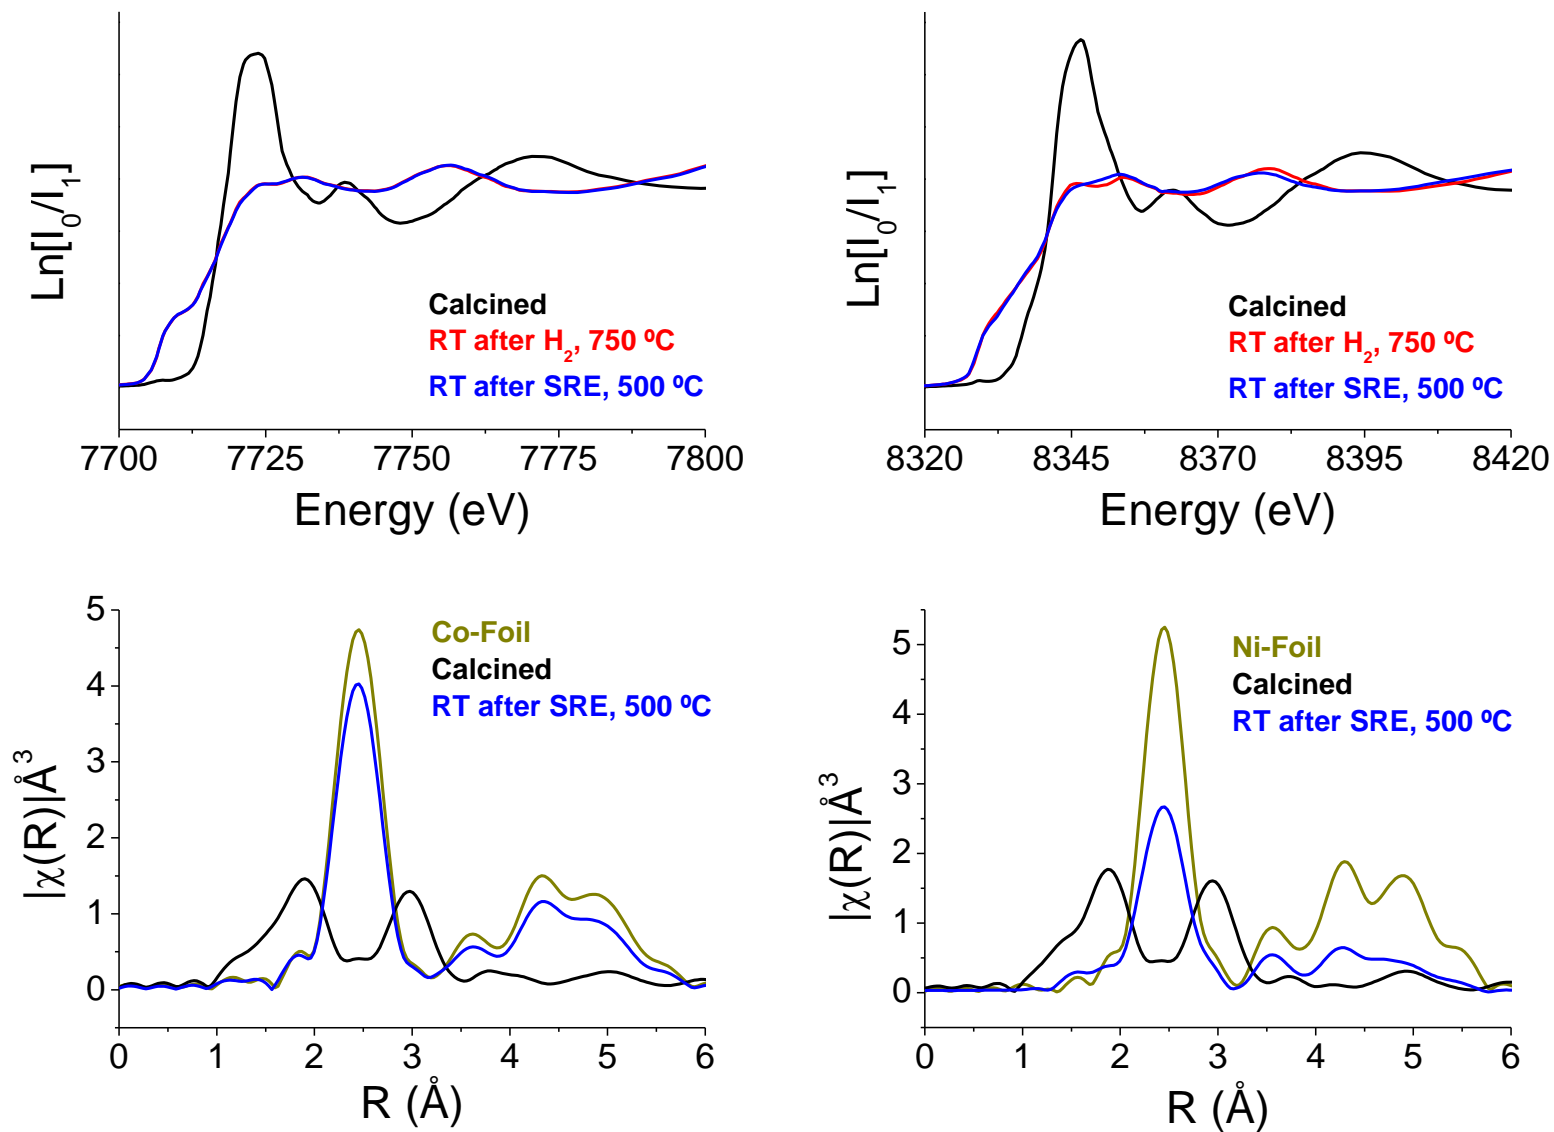 Ln[I₀/I₁]
Calcined
RT after H₂, 750 ºC
RT after SRE, 500 ºC
7700 7725 7750 7775 7800
Energy (eV)
Ln[I₀/I₁]
Calcined
RT after H₂, 750 ºC
RT after SRE, 500 ºC
8320 8345 8370 8395 8420
Energy (eV)
|χ(R)|Å³
5
4
3
2
1
0
Co-Foil
Calcined
RT after SRE, 500 ºC
0 1 2 3 4 5 6
R (Å)
|χ(R)|Å³
5
4
3
2
1
0
Ni-Foil
Calcined
RT after SRE, 500 ºC
0 1 2 3 4 5 6
R (Å)